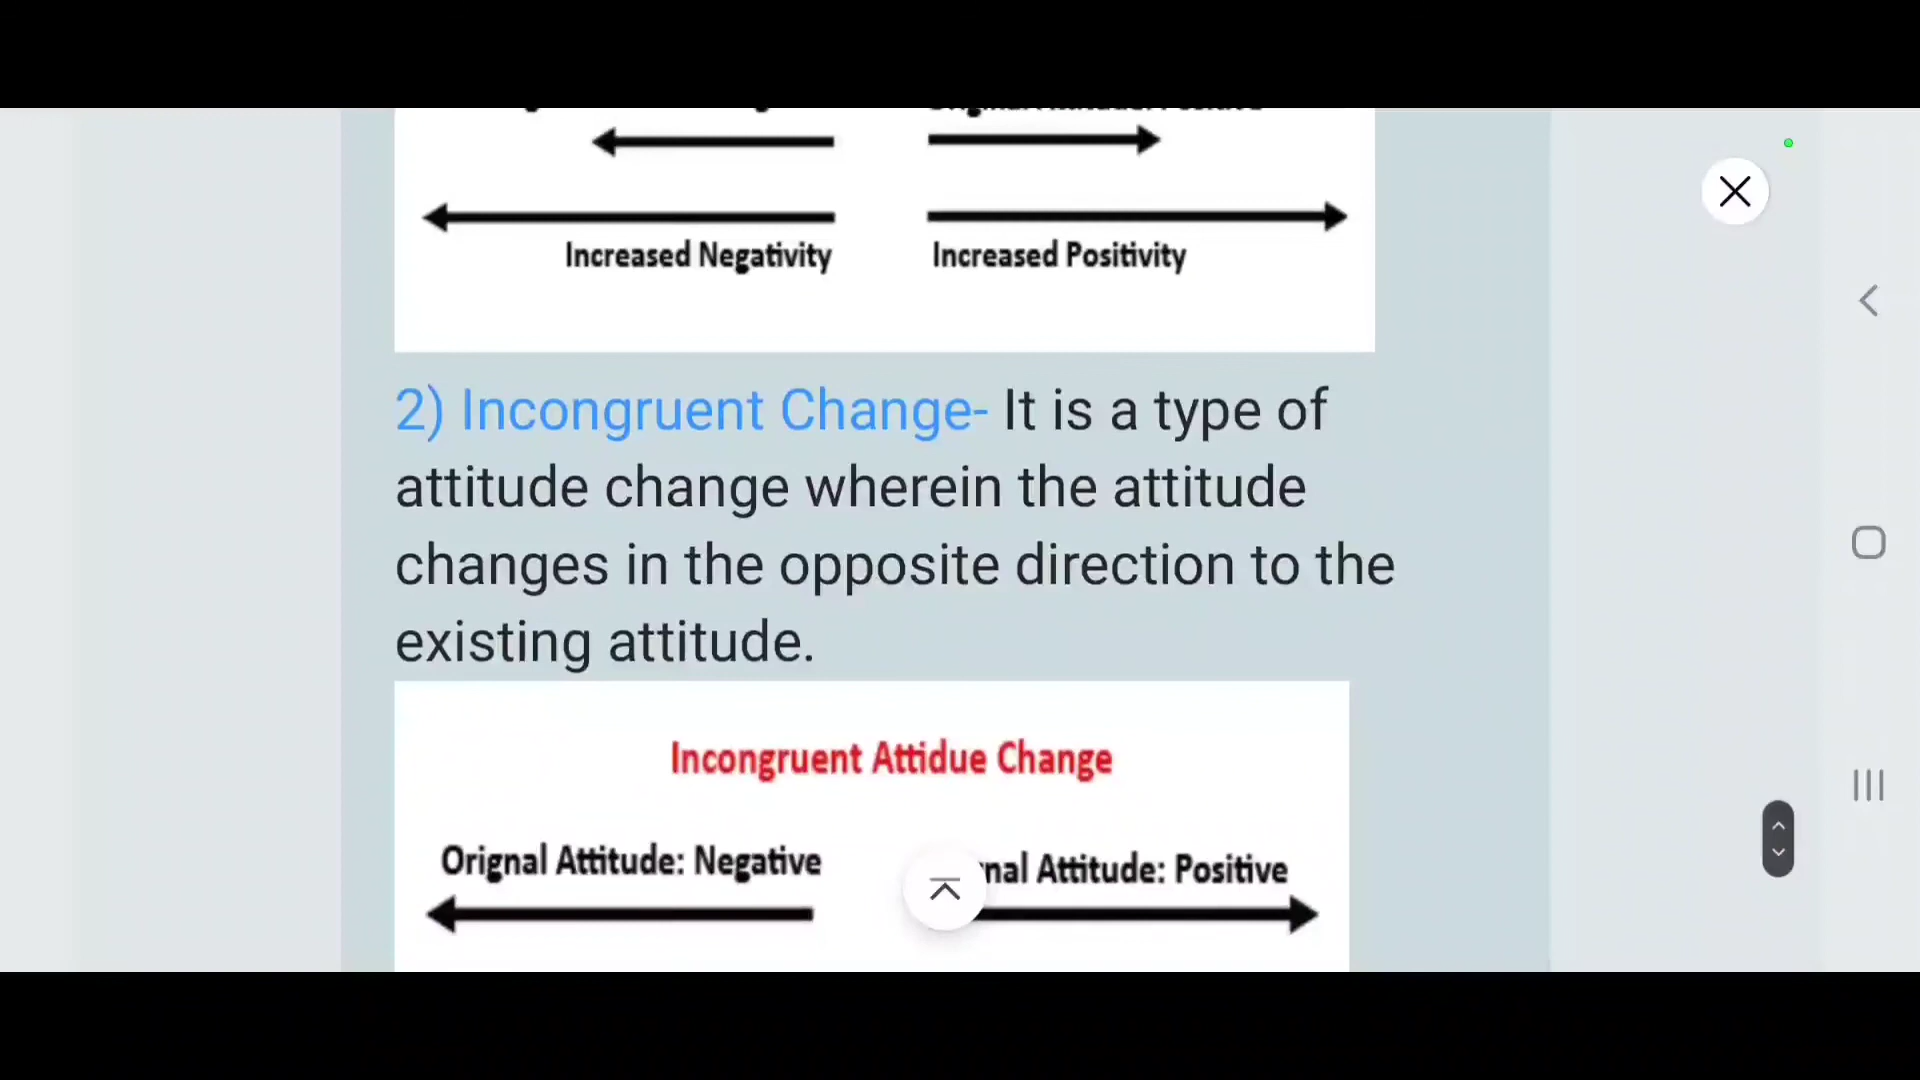 Increased Negativity Increased Positivity
2) Incongruent Change- It is a type of
attitude change wherein the attitude
changes in the opposite direction to the
existing attitude.
Incongruent Attidue Change
Orignal Attitude: Negative
Attitude: Positive